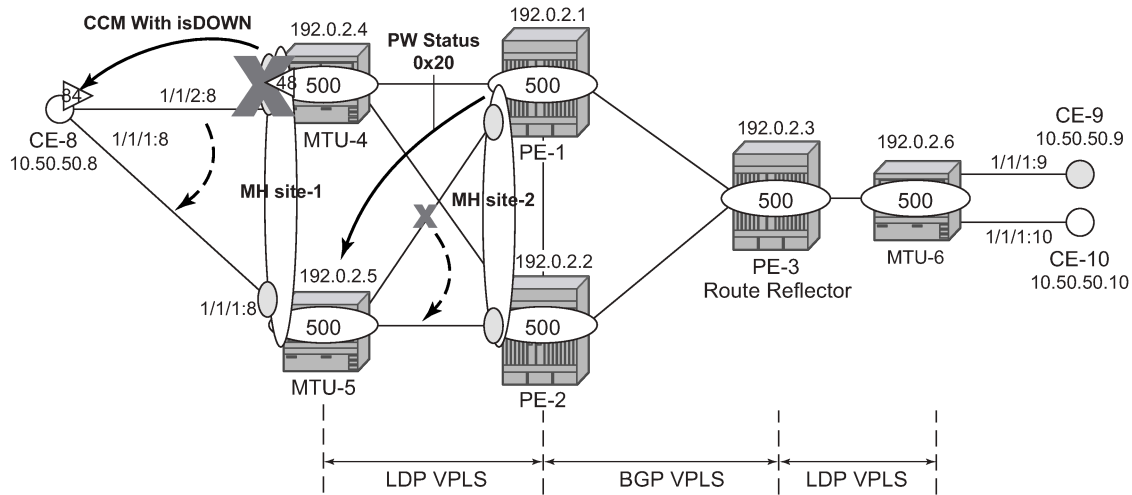 192.0.2.1
CCM With isDOWN
192.0.2.4
PW Status
0x20
84
48
500
500
1/1/2:8
CE-8
10.50.50.8
1/1/1:8
MTU-4
PE-1
192.0.2.3
192.0.2.6
CE-9
10.50.50.9
1/1/1:9
MH site-1
MH site-2
500
500
1/1/1:10
CE-10
10.50.50.10
MTU-6
PE-3
Route Reflector
192.0.2.5
192.0.2.2
1/1/1:8
500
500
MTU-5
PE-2
LDP VPLS
BGP VPLS
LDP VPLS